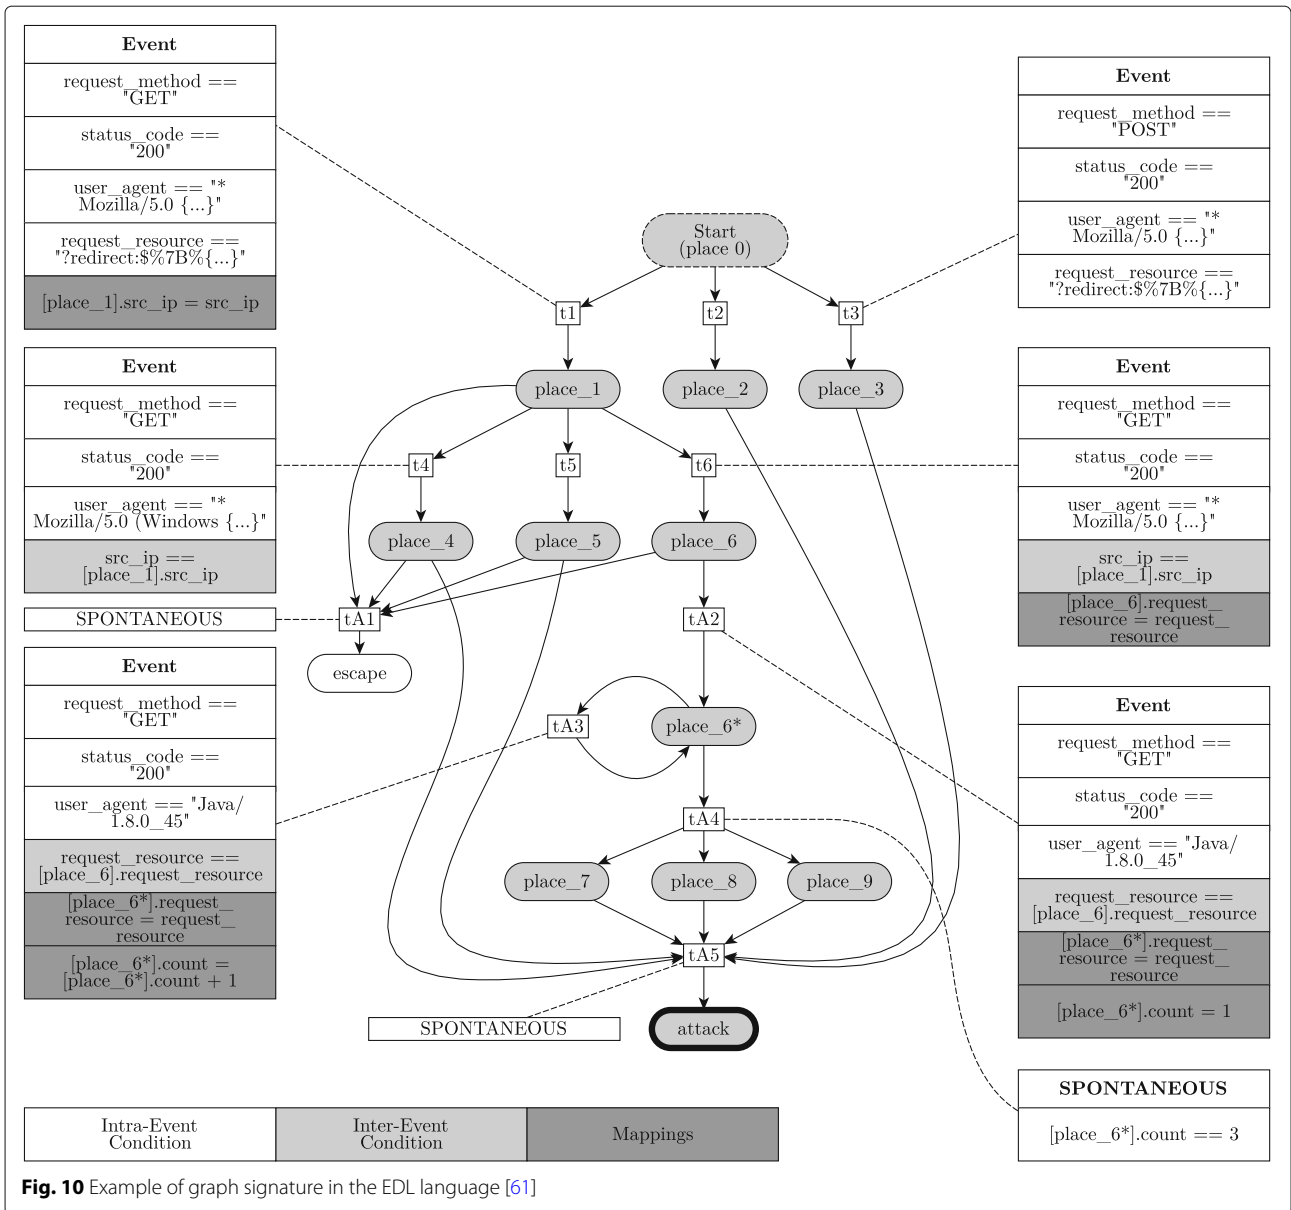 Event
request_method ==
"GET"
status_code ==
"200"
user_agent == "*
Mozilla/5.0 {...}"
request_resource ==
"?redirect:$%7B%{...}"
[place_1].src_ip = src_ip
Event
request_method ==
"GET"
status_code ==
"200"
user_agent == "*
Mozilla/5.0 (Windows {...}"
src_ip ==
[place_1].src_ip
SPONTANEOUS
Event
request_method ==
"GET"
status_code ==
"200"
user_agent == "Java/
1.8.0_45"
request_resource ==
[place_6].request_resource
[place_6*].request_
resource = request_
resource
[place_6*].count =
[place_6*].count + 1
Start
(place 0)
t1
t2
t3
place_1
place_2
place_3
t4
t5
t6
place_4
place_5
place_6
tA1
tA2
escape
tA3
place_6*
tA4
place_7
place_8
place_9
tA5
SPONTANEOUS
attack
Event
request_method ==
"POST"
status_code ==
"200"
user_agent == "*
Mozilla/5.0 {...}"
request_resource ==
"?redirect:$%7B%{...}"
Event
request_method ==
"GET"
status_code ==
"200"
user_agent == "*
Mozilla/5.0 {...}"
src_ip ==
[place_1].src_ip
[place_6].request_
resource = request_
resource
Event
request_method ==
"GET"
status_code ==
"200"
user_agent == "Java/
1.8.0_45"
request_resource ==
[place_6].request_resource
[place_6*].request_
resource = request_
resource
[place_6*].count = 1
SPONTANEOUS
[place_6*].count == 3
Intra-Event
Condition
Inter-Event
Condition
Mappings
Fig. 10 Example of graph signature in the EDL language [61]